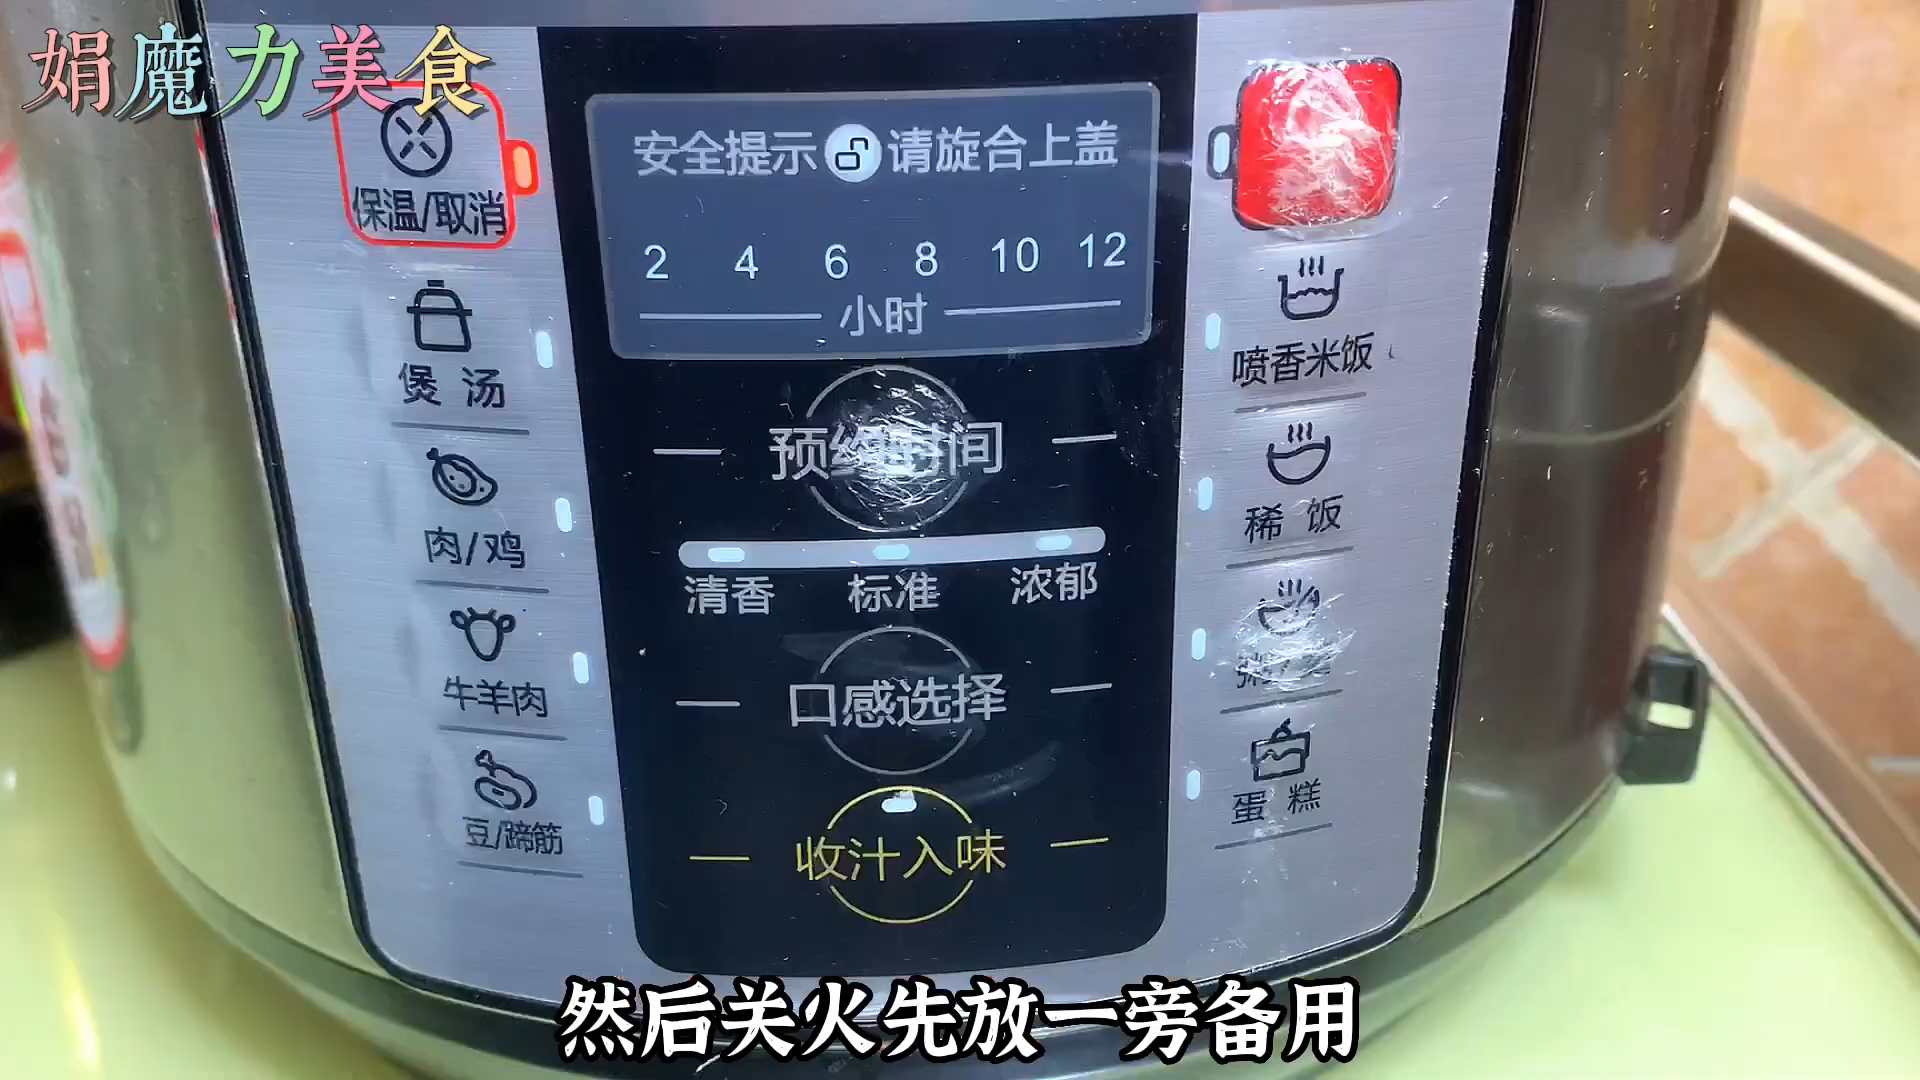 娟魔力美食
安全提示 请旋合上盖
2 4 6 8 10 12
小时
保温/取消
煲 汤
肉/鸡
牛羊肉
豆/蹄筋
预约时间
清香 标准 浓郁
口感选择
收汁入味
喷香米饭
稀 饭
蛋 糕
然后关火先放一旁备用